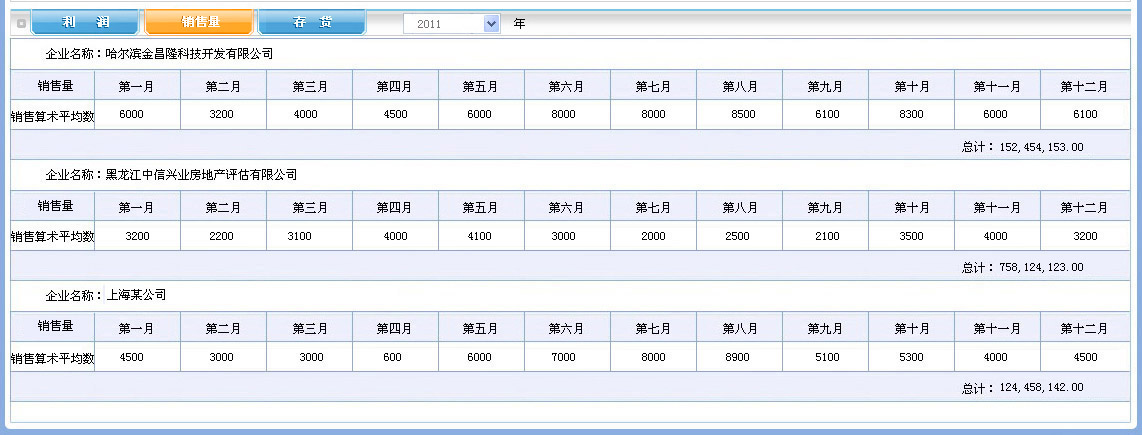 利 润 销售量 存 货 2011 年
企业名称：哈尔滨金昌隆科技开发有限公司
销售量 第一月 第二月 第三月 第四月 第五月 第六月 第七月 第八月 第九月 第十月 第十一月 第十二月
销售算术平均数 6000 3200 4000 4500 6000 8000 8000 8500 6100 8300 6000 6100
总计：152,454,153.00
企业名称：黑龙江中信兴业房地产评估有限公司
销售量 第一月 第二月 第三月 第四月 第五月 第六月 第七月 第八月 第九月 第十月 第十一月 第十二月
销售算术平均数 3200 2200 3100 4000 4100 3000 2000 2500 2100 3500 4000 3200
总计：758,124,123.00
企业名称：上海某公司
销售量 第一月 第二月 第三月 第四月 第五月 第六月 第七月 第八月 第九月 第十月 第十一月 第十二月
销售算术平均数 4500 3000 3000 600 6000 7000 8000 8900 5100 5300 4000 4500
总计：124,458,142.00